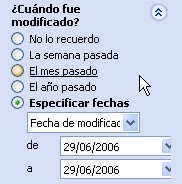 ¿Cuándo fue
modificado?
No lo recuerdo
La semana pasada
El mes pasado
El año pasado
Especificar fechas
Fecha de modificac
de 29/06/2006
a 29/06/2006